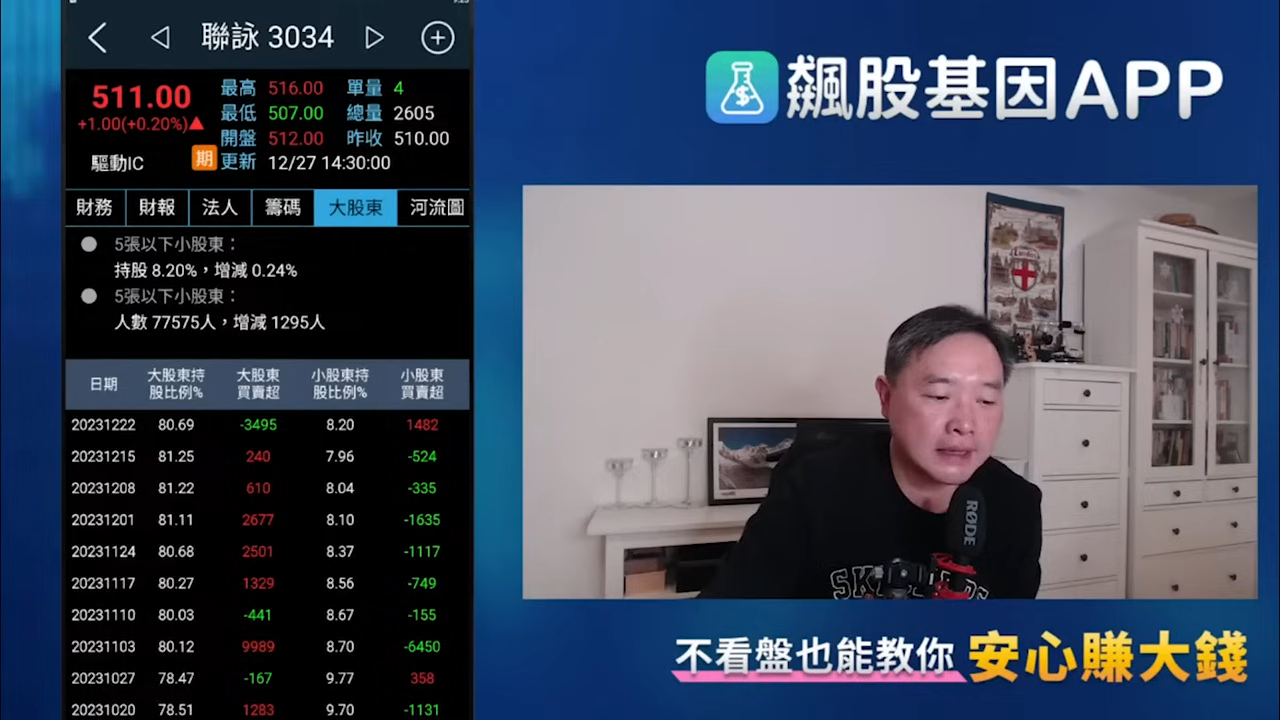 聯詠 3034
511.00
+1.00(+0.20%)▲
驅動IC
期
最高 516.00 單量 4
最低 507.00 總量 2605
開盤 512.00 昨收 510.00
更新 12/27 14:30:00
財務 財報 法人 籌碼 大股東 河流圖
5張以下小股東：
持股 8.20%，增減 0.24%
5張以下小股東：
人數 77575人，增減 1295人
日期 大股東持股比例% 大股東買賣超 小股東持股比例% 小股東買賣超
20231222 80.69 -3495 8.20 1482
20231215 81.25 240 7.96 -524
20231208 81.22 610 8.04 -335
20231201 81.11 2677 8.10 -1635
20231124 80.68 2501 8.37 -1117
20231117 80.27 1329 8.56 -749
20231110 80.03 -441 8.67 -155
20231103 80.12 9989 8.70 -6450
20231027 78.47 -167 9.77 358
20231020 78.51 1283 9.70 -1131
飆股基因APP
RØDE
不看盤也能教你 安心賺大錢